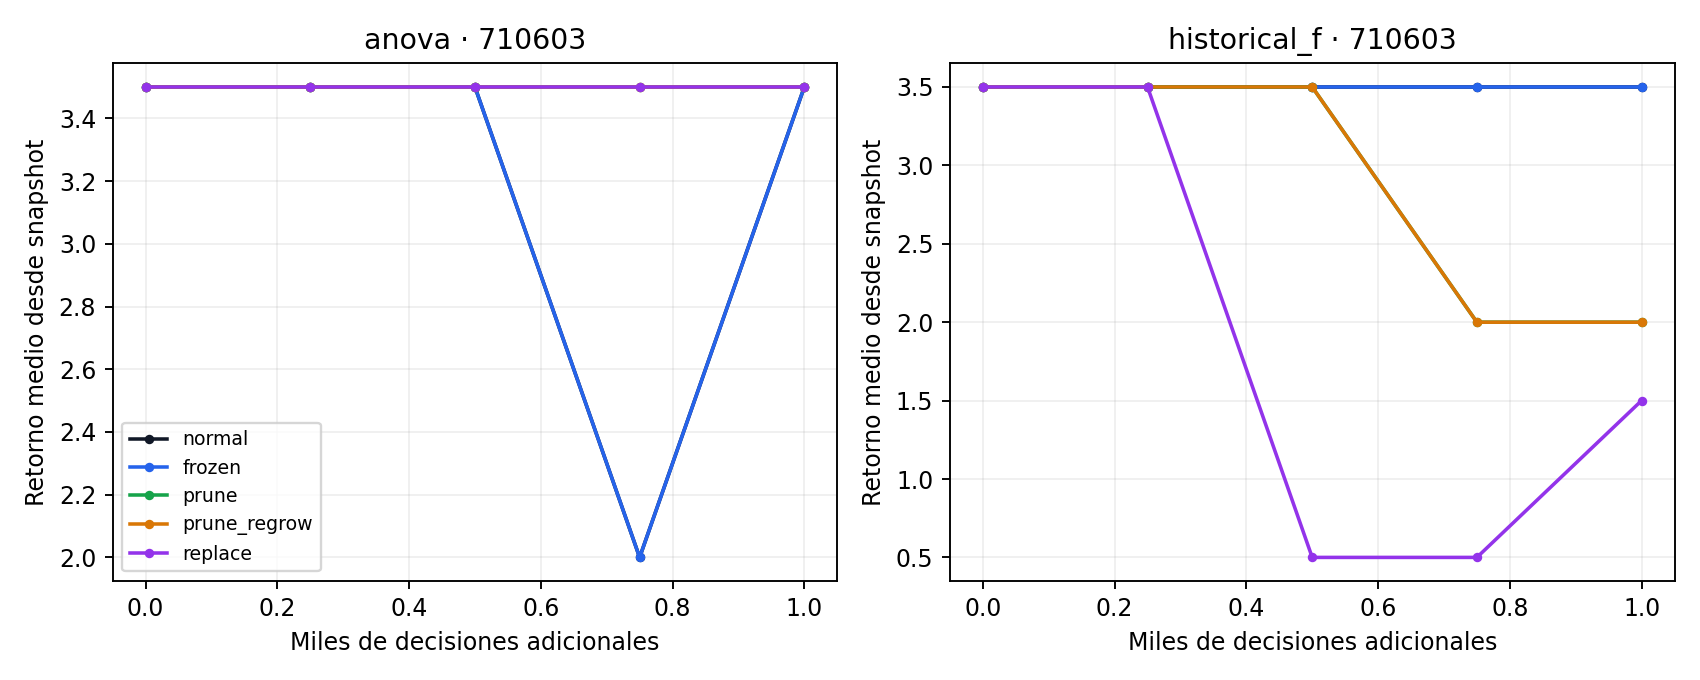 anova · 710603
Retorno medio desde snapshot
3.4
3.2
3.0
2.8
2.6
2.4
2.2
2.0
normal
frozen
prune
prune_regrow
replace
0.0 0.2 0.4 0.6 0.8 1.0
Miles de decisiones adicionales
historical_f · 710603
Retorno medio desde snapshot
3.5
3.0
2.5
2.0
1.5
1.0
0.5
0.0 0.2 0.4 0.6 0.8 1.0
Miles de decisiones adicionales